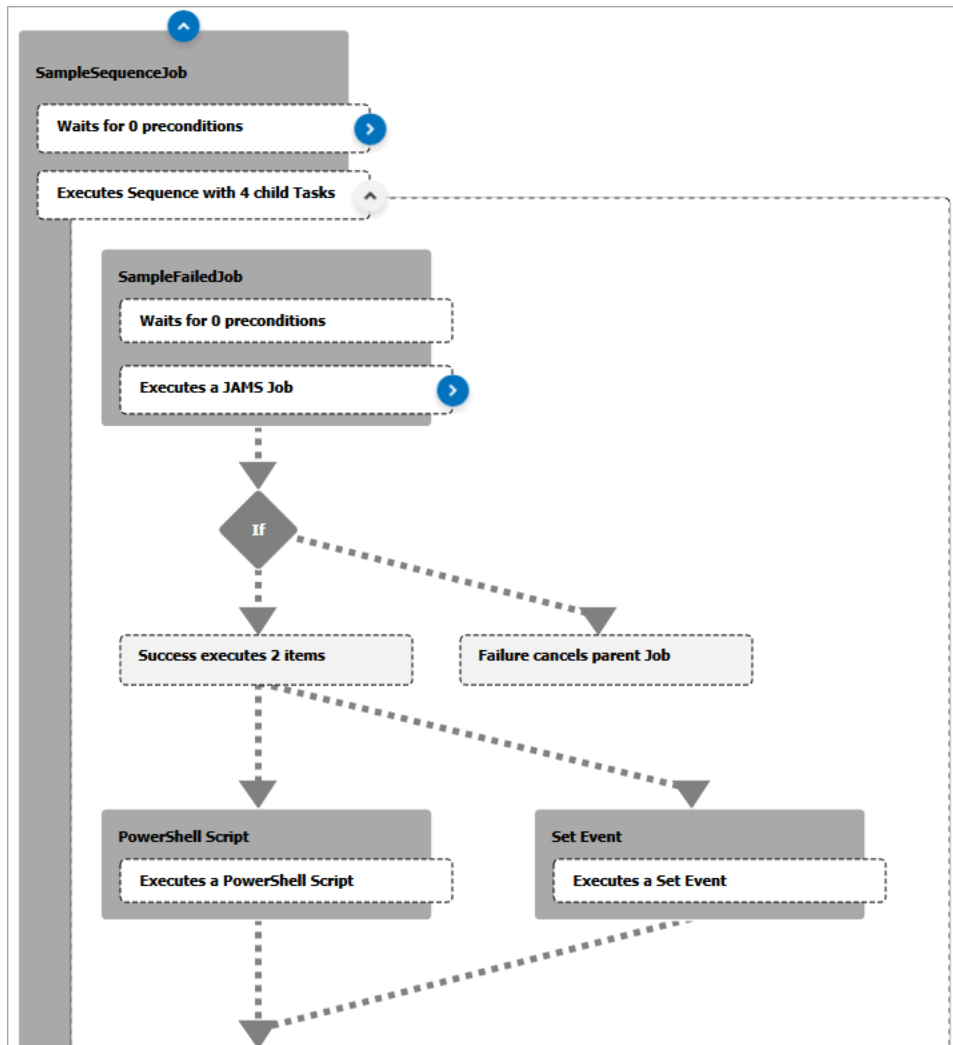 SampleSequenceJob
Waits for 0 preconditions
Executes Sequence with 4 child Tasks
SampleFailedJob
Waits for 0 preconditions
Executes a JAMS Job
If
Success executes 2 items
Failure cancels parent Job
PowerShell Script
Executes a PowerShell Script
Set Event
Executes a Set Event